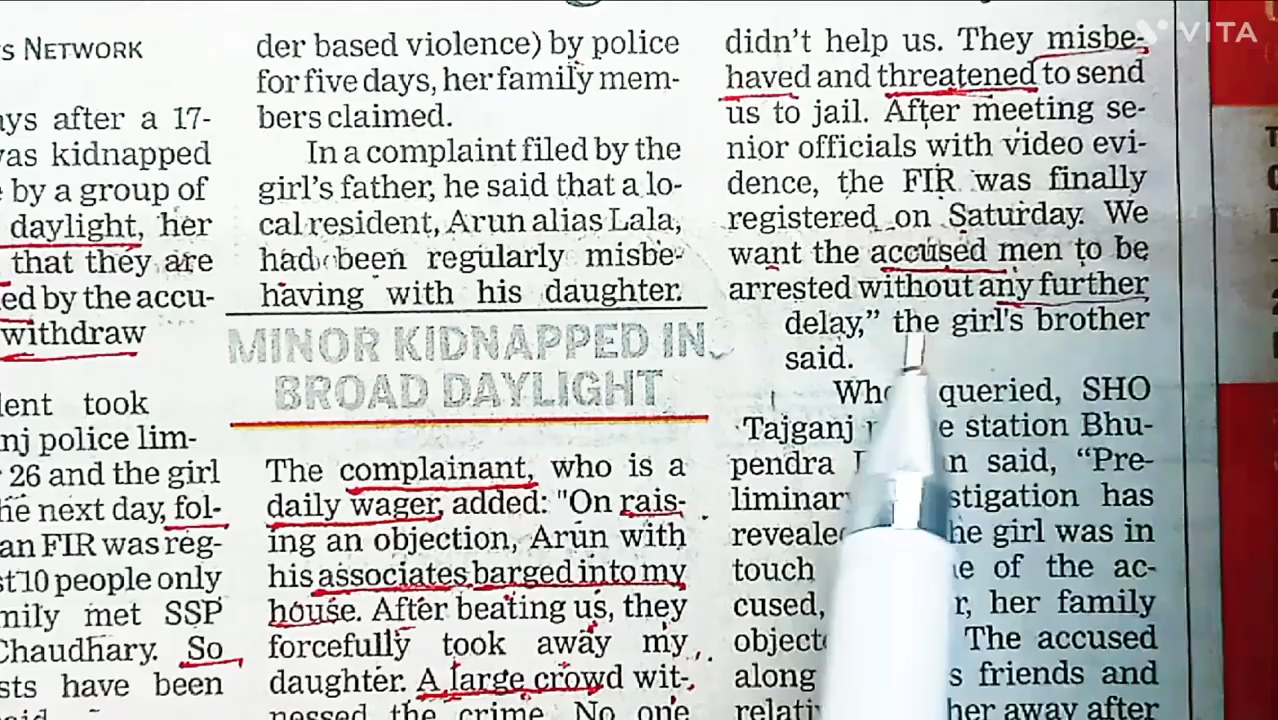 s NETWORK
ays after a 17-
was kidnapped
by a group of
daylight, her
that they are
ed by the accu-
withdraw
dent took
nj police lim-
26 and the girl
he next day, fol-
an FIR was reg-
st 10 people only
mily met SSP
Chaudhary. So
sts have been
said
der based violence) by police
for five days, her family mem-
bers claimed.
In a complaint filed by the
girl's father, he said that a lo-
cal resident, Arun alias Lala,
had been regularly misbe-
having with his daughter.
MINOR KIDNAPPED IN
BROAD DAYLIGHT
The complainant, who is a
daily wager, added: "On rais-
ing an objection, Arun with
his associates barged into my
house. After beating us, they
forcefully took away my
daughter. A large crowd wit-
nessed the crime. No one
didn't help us. They misbe-
haved and threatened to send
us to jail. After meeting se-
nior officials with video evi-
dence, the FIR was finally
registered on Saturday. We
want the accused men to be
arrested without any further
delay," the girl's brother
said.
queried, SHO
Tajganj station Bhu-
pendra said, "Pre-
has
the girl was in
touch of the ac-
cused, her family
The accused
along friends and
her away after
VITA